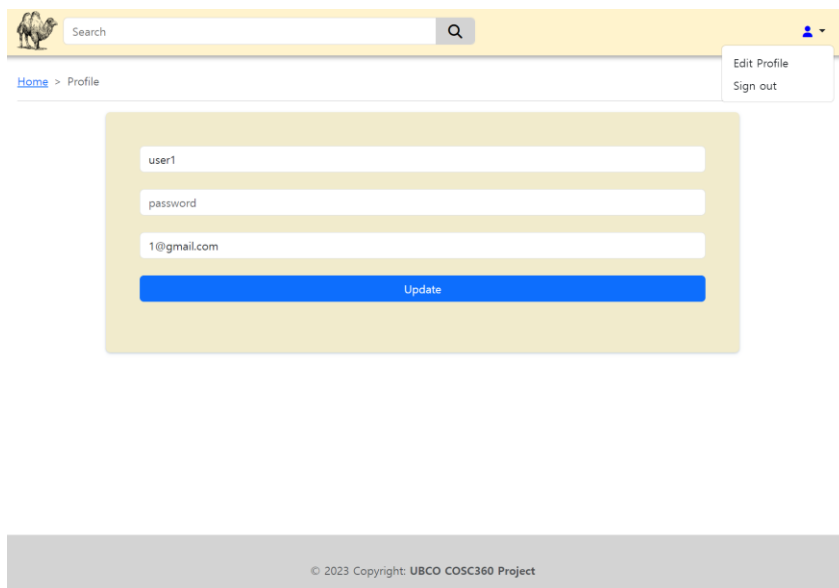 Search
Edit Profile
Sign out
Home > Profile
user1
password
1@gmail.com
Update
© 2023 Copyright: UBCO COSC360 Project